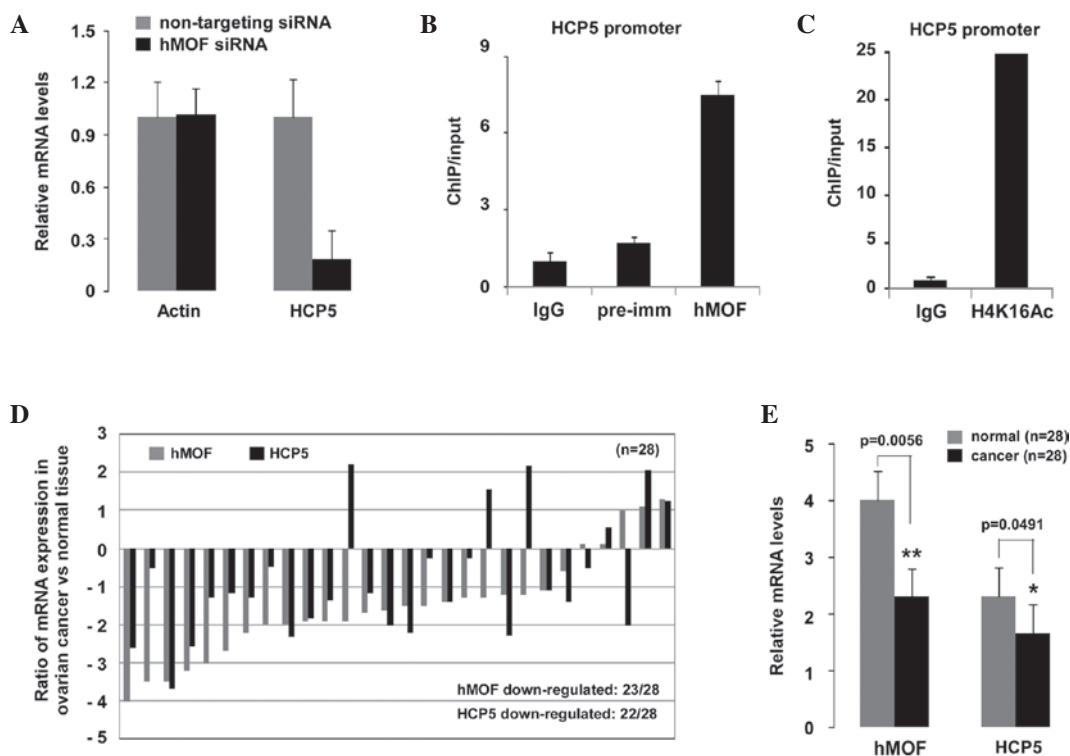 A
non-targeting siRNA
hMOF siRNA
Relative mRNA levels
1.5
1.2
0.9
0.6
0.3
0
Actin
HCP5
B
HCP5 promoter
ChIP/input
9
6
3
0
IgG
pre-imm
hMOF
C
HCP5 promoter
ChIP/input
25
20
15
10
5
0
IgG
H4K16Ac
D
Ratio of mRNA expression in
ovarian cancer vs normal tissue
3
2
1
0
- 1
- 2
- 3
- 4
- 5
hMOF
HCP5
(n=28)
hMOF down-regulated: 23/28
HCP5 down-regulated: 22/28
E
normal (n=28)
cancer (n=28)
Relative mRNA levels
5
4
3
2
1
0
p=0.0056
**
p=0.0491
*
hMOF
HCP5